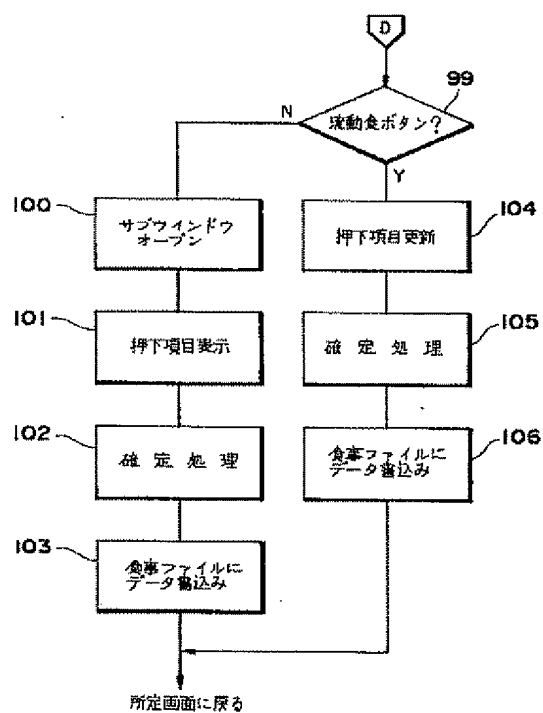 D
99
流動食ボタン?
N
Y
100
サブウインドウ
オープン
104
押下項目更新
101
押下項目表示
105
確定処理
102
確定処理
106
食事ファイルに
データ書込み
103
食事ファイルに
データ書込み
所定画面に戻る